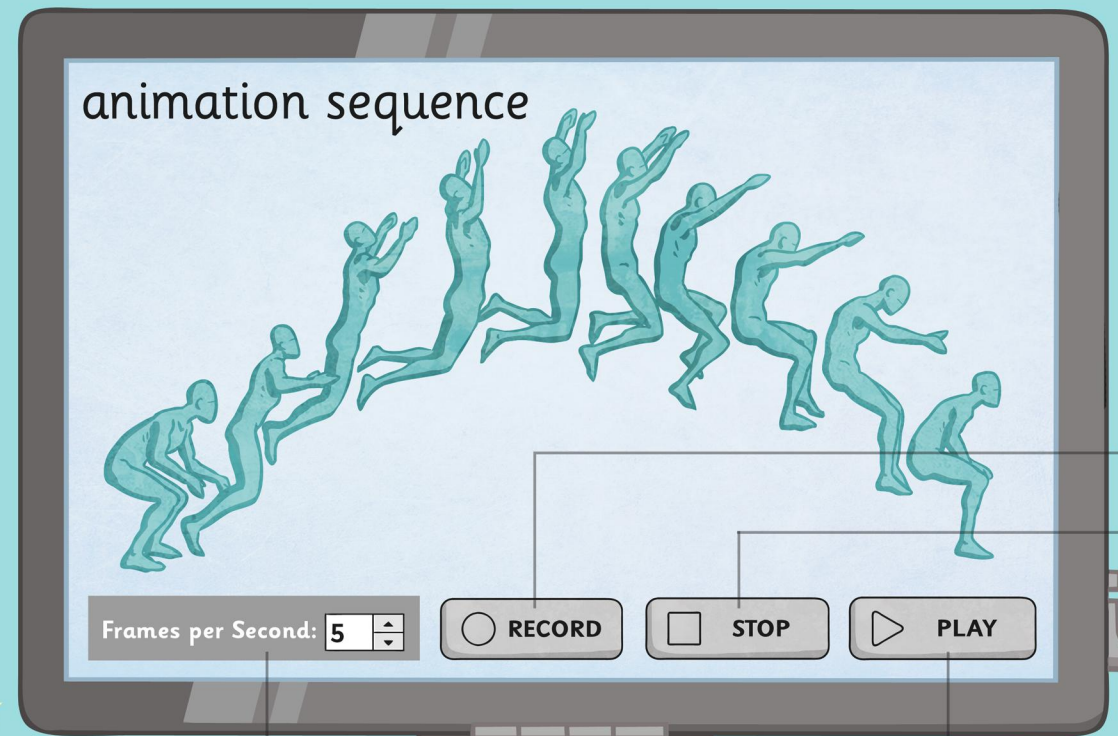 animation sequence
Frames per Second: 5
RECORD
STOP
PLAY